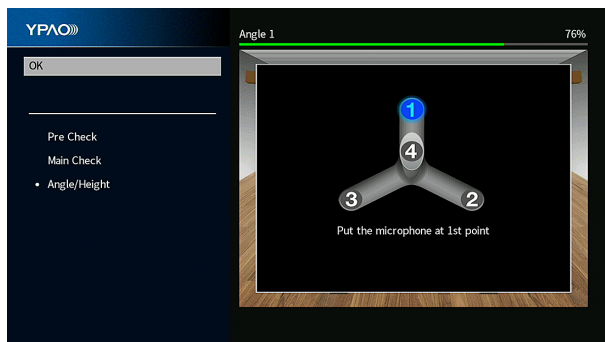 YPAO
Angle 1
76%
OK
Pre Check
Main Check
• Angle/Height
1
4
3
2
Put the microphone at 1st point